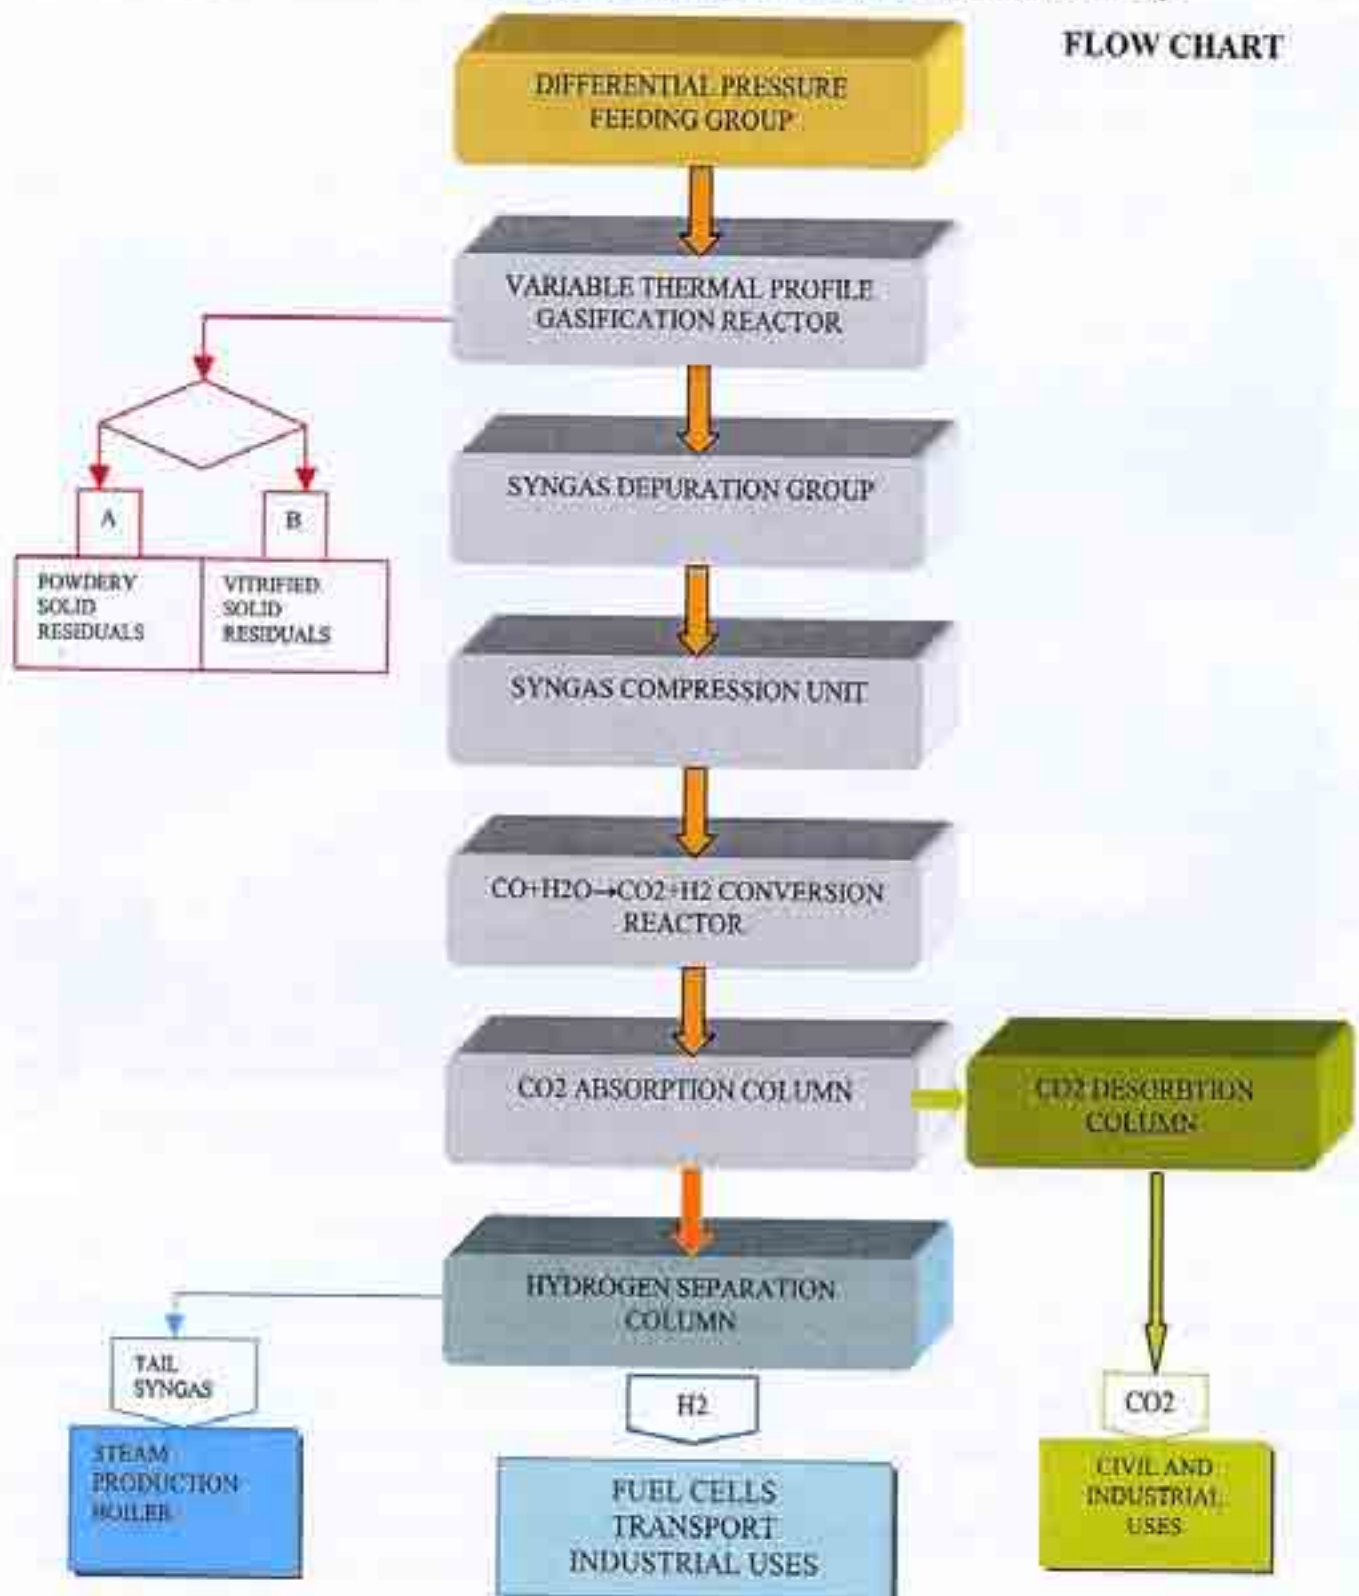 FLOW CHART
DIFFERENTIAL PRESSURE
FEEDING GROUP
VARIABLE THERMAL PROFILE
GASIFICATION REACTOR
A
B
POWDERY
SOLID
RESIDUALS
VITRIFIED
SOLID
RESIDUALS
SYNGAS DEPURATION GROUP
SYNGAS COMPRESSION UNIT
CO+H2O→CO2+H2 CONVERSION
REACTOR
CO2 ABSORPTION COLUMN
CO2 DESORBTION
COLUMN
HYDROGEN SEPARATION
COLUMN
TAIL
SYNGAS
H2
CO2
STEAM
PRODUCTION
BOILER
FUEL CELLS
TRANSPORT
INDUSTRIAL USES
CIVIL AND
INDUSTRIAL
USES